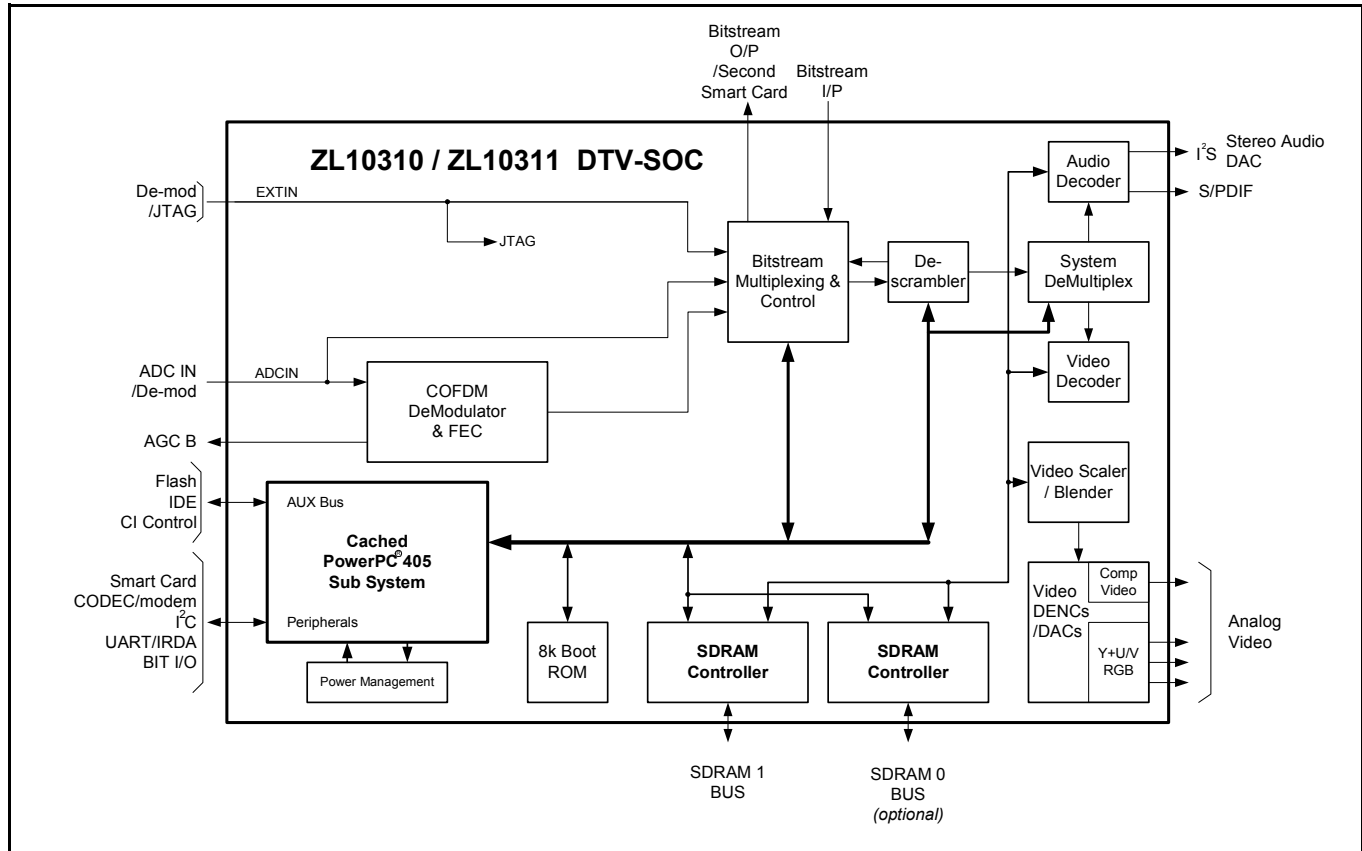 Bitstream
O/P
/Second
Smart Card
Bitstream
I/P
ZL10310 / ZL10311 DTV-SOC
De-mod
/JTAG
EXTIN
JTAG
Bitstream
Multiplexing &
Control
De-
scrambler
Audio
Decoder
I²S
Stereo Audio
DAC
S/PDIF
System
DeMultiplex
Video
Decoder
ADC IN
/De-mod
ADCIN
COFDM
DeModulator
& FEC
AGC B
Flash
IDE
CI Control
AUX Bus
Cached
PowerPC® 405
Sub System
Peripherals
Smart Card
CODEC/modem
I²C
UART/IRDA
BIT I/O
Power Management
8k Boot
ROM
SDRAM
Controller
SDRAM
Controller
Video Scaler
/ Blender
Video
DENCs
/DACs
Comp
Video
Y+U/V
RGB
Analog
Video
SDRAM 1
BUS
SDRAM 0
BUS
(optional)